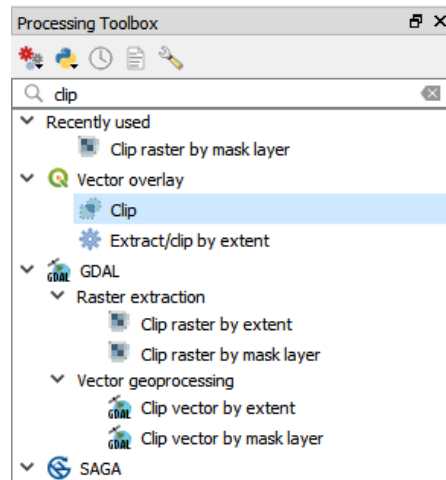 Processing Toolbox
clip
Recently used
Clip raster by mask layer
Vector overlay
Clip
Extract/clip by extent
GDAL
Raster extraction
Clip raster by extent
Clip raster by mask layer
Vector geoprocessing
Clip vector by extent
Clip vector by mask layer
SAGA